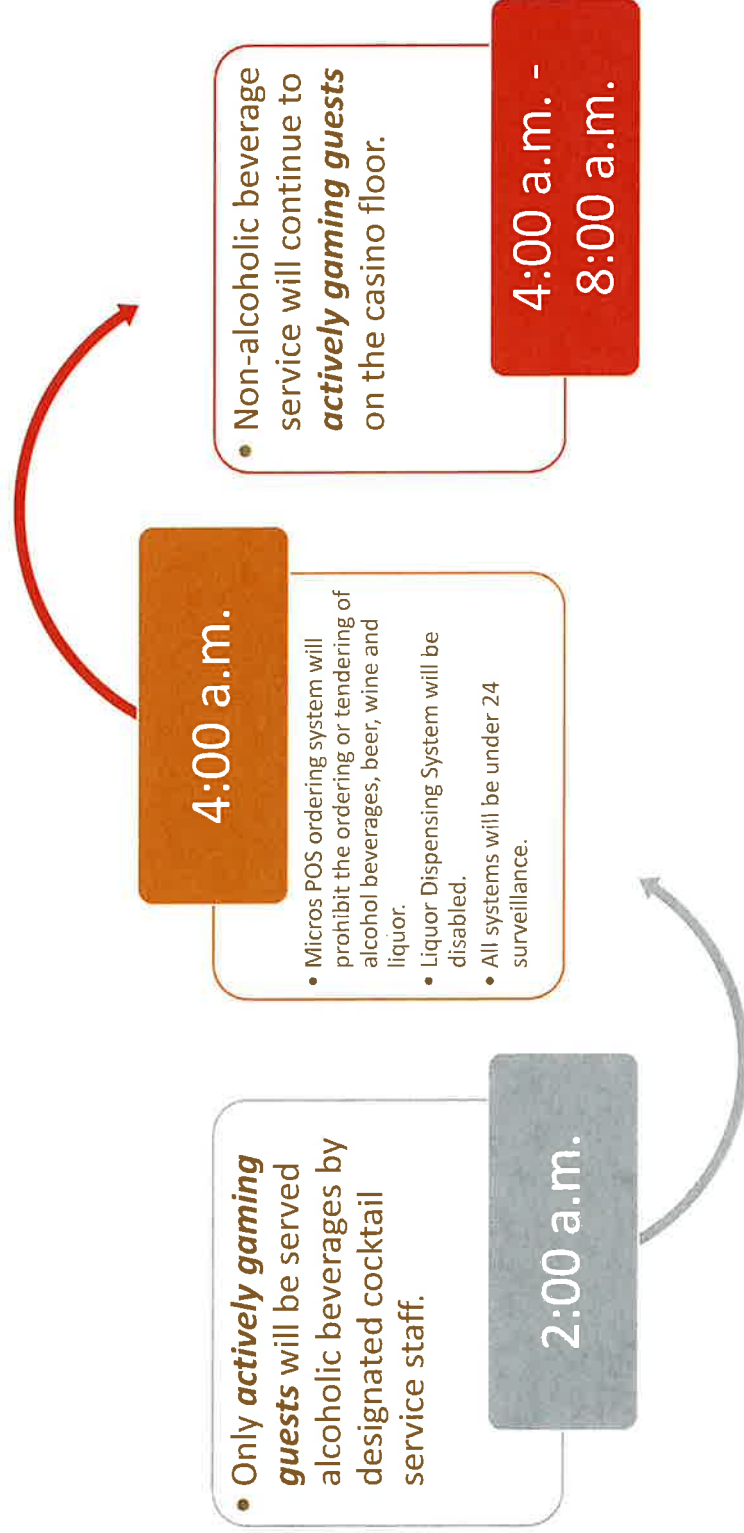 • Only actively gaming
guests will be served
alcoholic beverages by
designated cocktail
service staff.
2:00 a.m.
4:00 a.m.
• Micros POS ordering system will
prohibit the ordering or tendering of
alcohol beverages, beer, wine and
liquor.
• Liquor Dispensing System will be
disabled.
• All systems will be under 24
surveillance.
• Non-alcoholic beverage
service will continue to
actively gaming guests
on the casino floor.
4:00 a.m. -
8:00 a.m.